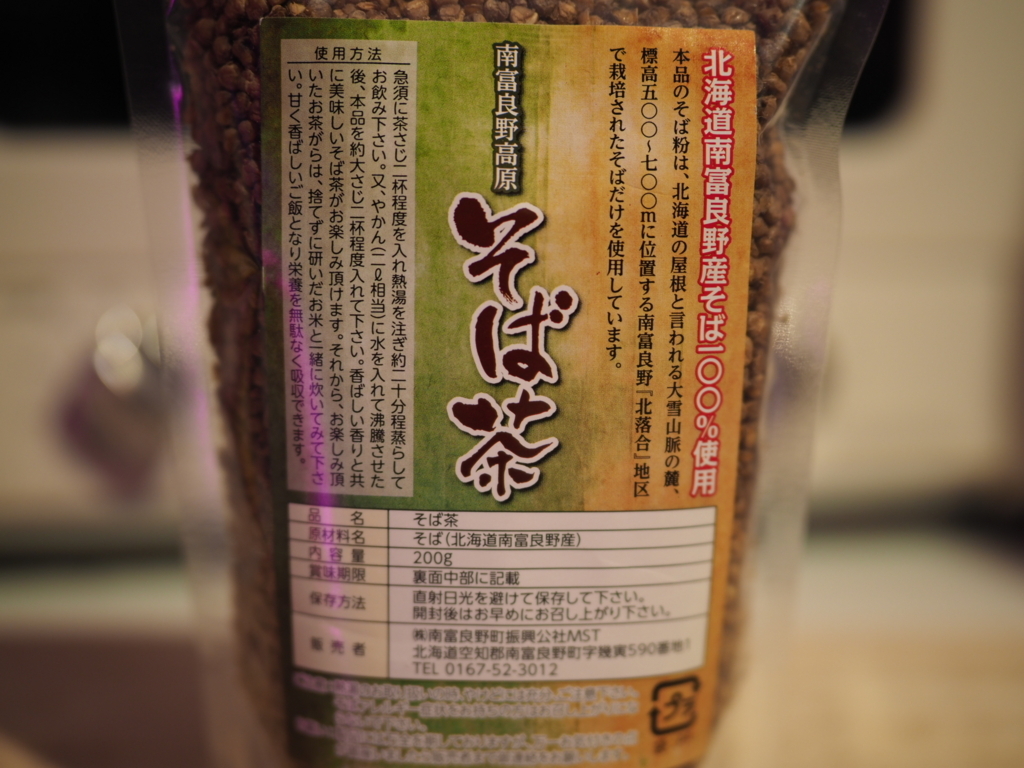 北海道南富良野産そば一〇〇%使用
本品のそば粉は、北海道の屋根と言われる大雪山脈の麓、
標高五〇〇～七〇〇mに位置する南富良野『北落合』地区
で栽培されたそばだけを使用しています。
南富良野高原
そば茶
使用方法
急須に茶さじ二杯程度を入れ熱湯を注ぎ約二十分程蒸らして
お飲み下さい。又、やかん(二ℓ相当)に水を入れて沸騰させた
後、本品を約大さじ二杯程度入れて下さい。香ばしい香りと共
に美味しいそば茶がお楽しみ頂けます。それから、お楽しみ頂
いたお茶がらは、捨てずに研いだお米と一緒に炊いてみて下さ
い。甘く香ばしいご飯となり栄養を無駄なく吸収できます。
品名 そば茶
原材料名 そば(北海道南富良野産)
内容量 200g
賞味期限 裏面中部に記載
保存方法 直射日光を避けて保存して下さい。
開封後はお早めにお召し上がり下さい。
販売者 ㈱南富良野町振興公社MST
北海道空知郡南富良野町字幾寅590番地1
TEL 0167-52-3012
プラ